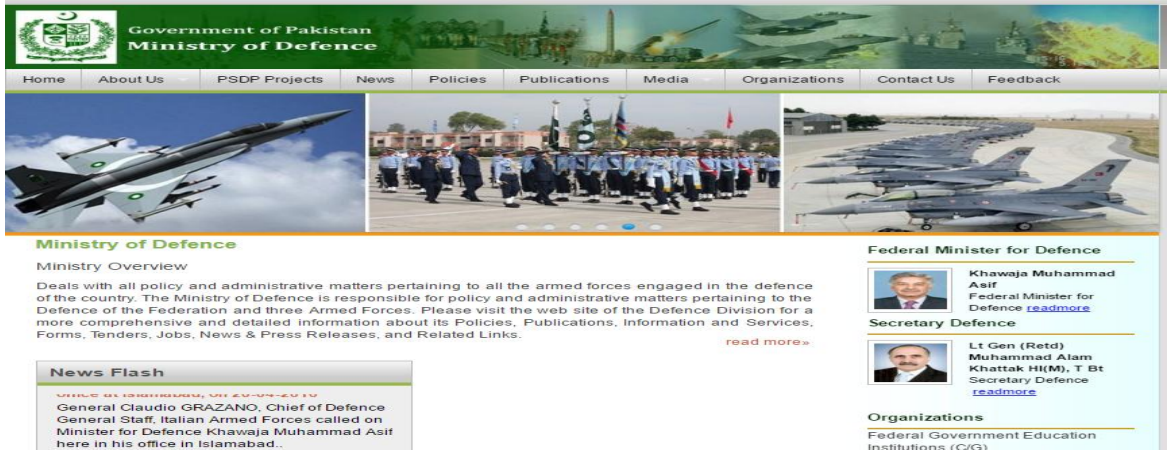 Government of Pakistan
Ministry of Defence
Home About Us PSDP Projects News Policies Publications Media Organizations Contact Us Feedback
Ministry of Defence
Ministry Overview
Deals with all policy and administrative matters pertaining to all the armed forces engaged in the defence
of the country. The Ministry of Defence is responsible for policy and administrative matters pertaining to the
Defence of the Federation and three Armed Forces. Please visit the web site of the Defence Division for a
more comprehensive and detailed information about its Policies, Publications, Information and Services,
Forms, Tenders, Jobs, News & Press Releases, and Related Links.
read more»
News Flash
office at Islamabad, on 20-04-2016
General Claudio GRAZANO, Chief of Defence
General Staff, Italian Armed Forces called on
Minister for Defence Khawaja Muhammad Asif
here in his office in Islamabad..
Federal Minister for Defence
Khawaja Muhammad
Asif
Federal Minister for
Defence readmore
Secretary Defence
Lt Gen (Retd)
Muhammad Alam
Khattak HI(M), T Bt
Secretary Defence
readmore
Organizations
Federal Government Education
Institutions (C/G)